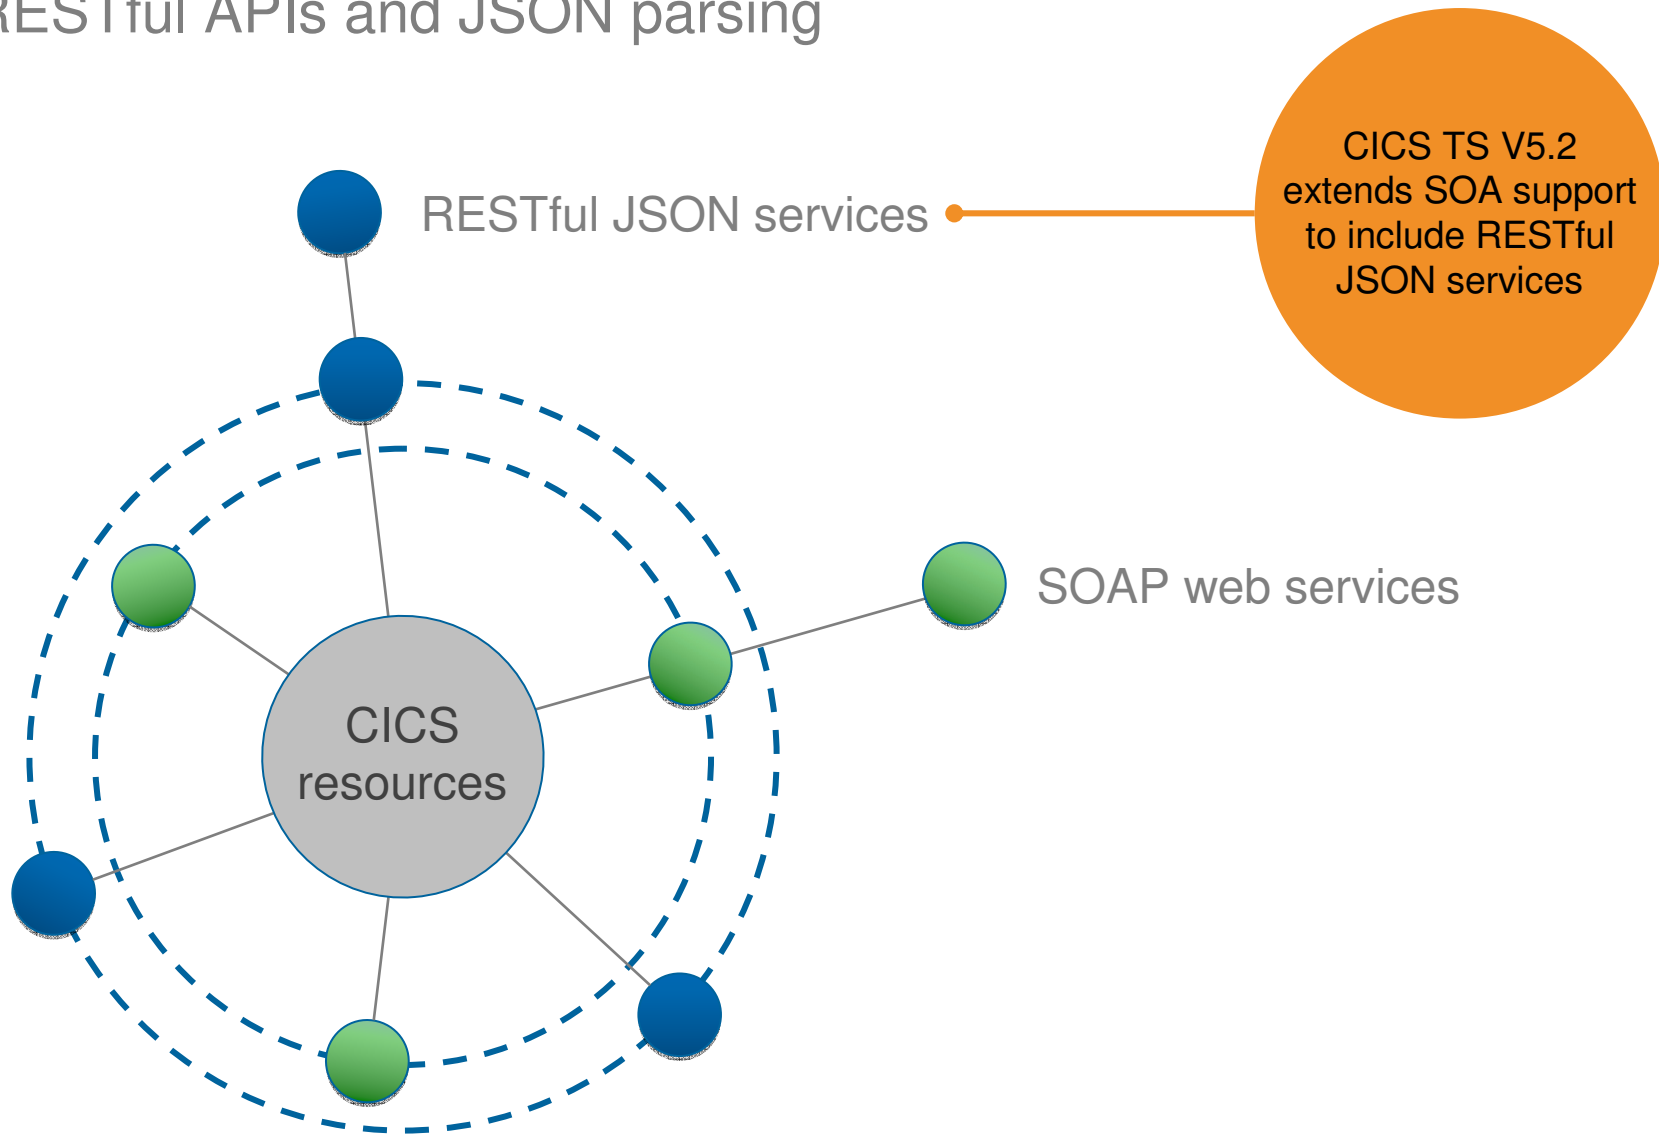 RESTful APIs and JSON parsing
RESTful JSON services
CICS TS V5.2
extends SOA support
to include RESTful
JSON services
SOAP web services
CICS
resources